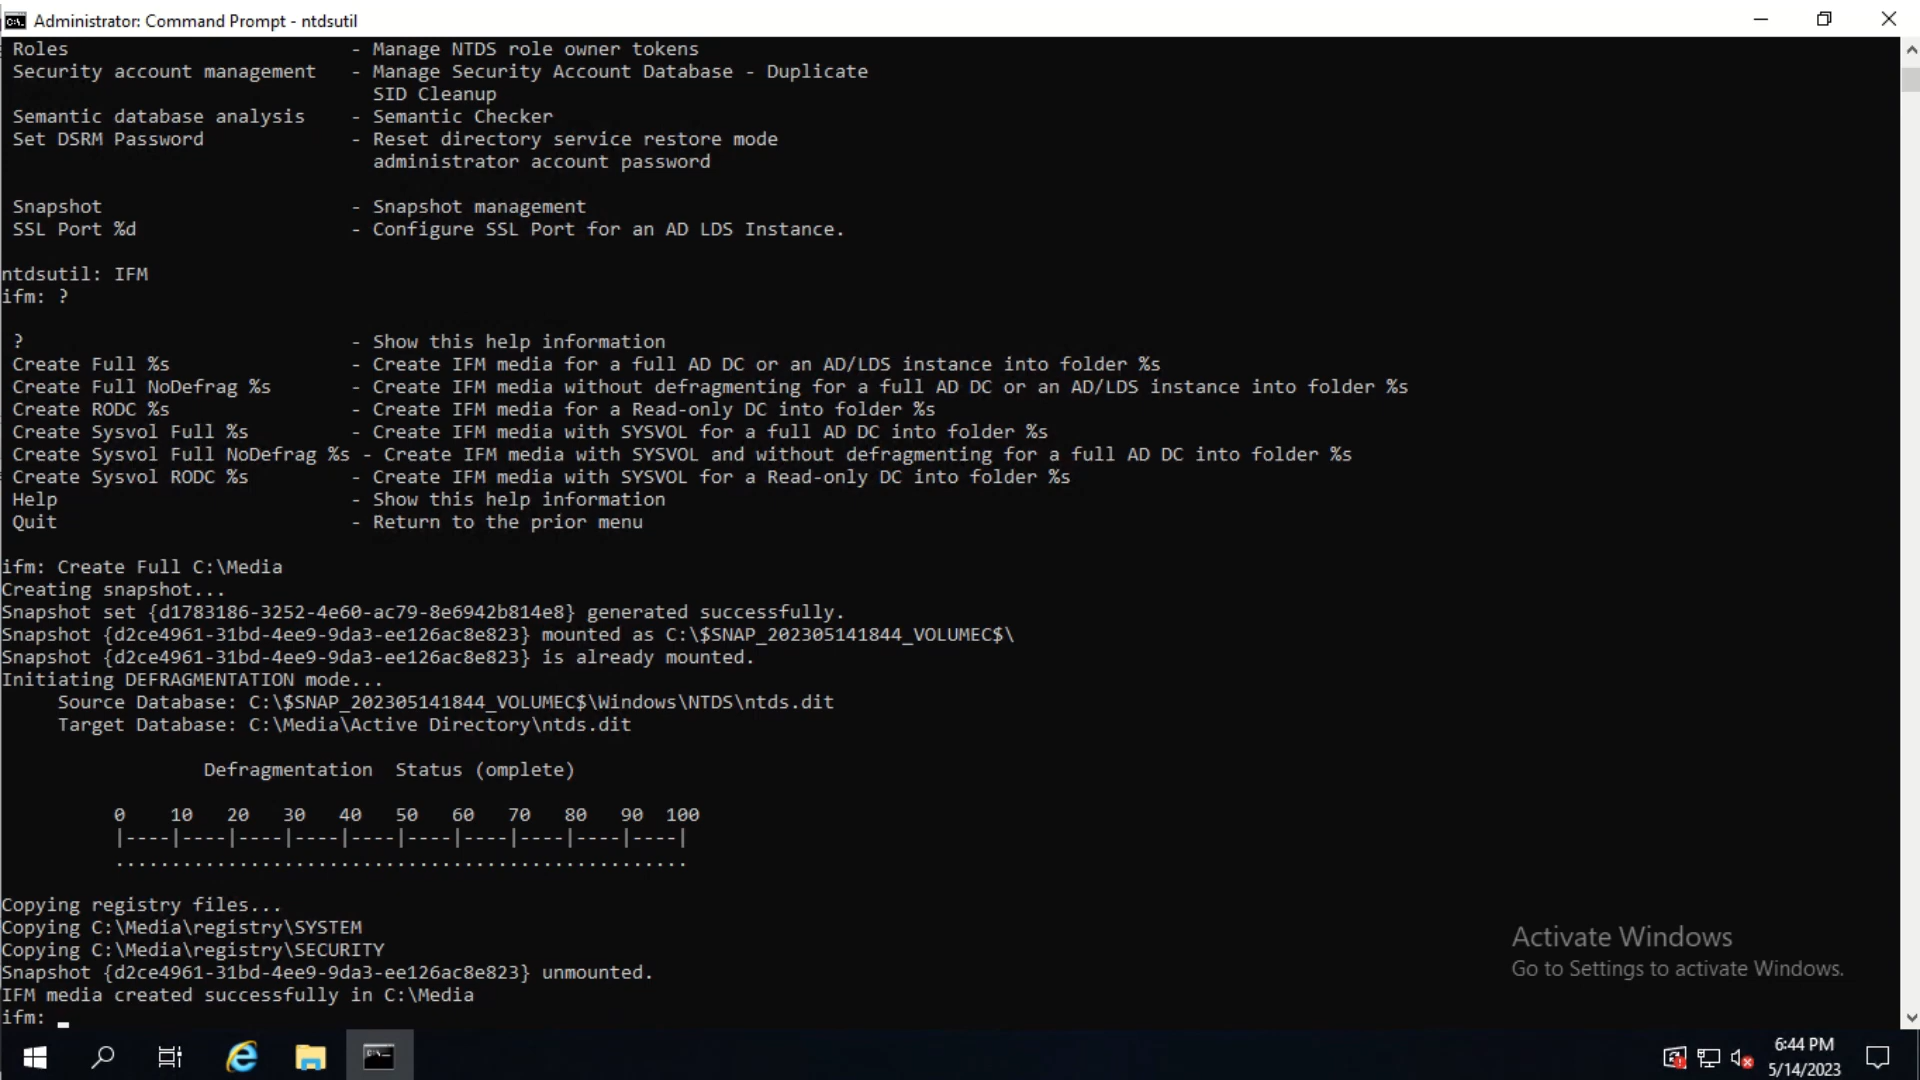 Administrator: Command Prompt - ntdsutil
Roles - Manage NTDS role owner tokens
Security account management - Manage Security Account Database - Duplicate
SID Cleanup
Semantic database analysis - Semantic Checker
Set DSRM Password - Reset directory service restore mode
administrator account password
Snapshot - Snapshot management
SSL Port %d - Configure SSL Port for an AD LDS Instance.
ntdsutil: IFM
ifm: ?
? - Show this help information
Create Full %s - Create IFM media for a full AD DC or an AD/LDS instance into folder %s
Create Full NoDefrag %s - Create IFM media without defragmenting for a full AD DC or an AD/LDS instance into folder %s
Create RODC %s - Create IFM media for a Read-only DC into folder %s
Create Sysvol Full %s - Create IFM media with SYSVOL for a full AD DC into folder %s
Create Sysvol Full NoDefrag %s - Create IFM media with SYSVOL and without defragmenting for a full AD DC into folder %s
Create Sysvol RODC %s - Create IFM media with SYSVOL for a Read-only DC into folder %s
Help - Show this help information
Quit - Return to the prior menu
ifm: Create Full C:\Media
Creating snapshot...
Snapshot set {d1783186-3252-4e60-ac79-8e6942b814e8} generated successfully.
Snapshot {d2ce4961-31bd-4ee9-9da3-ee126ac8e823} mounted as C:\$SNAP_202305141844_VOLUMEC$\
Snapshot {d2ce4961-31bd-4ee9-9da3-ee126ac8e823} is already mounted.
Initiating DEFRAGMENTATION mode...
Source Database: C:\$SNAP_202305141844_VOLUMEC$\Windows\NTDS\ntds.dit
Target Database: C:\Media\Active Directory\ntds.dit
Defragmentation  Status (omplete)
0 10 20 30 40 50 60 70 80 90 100
|----|----|----|----|----|----|----|----|----|----|
...................................................
Copying registry files...
Copying C:\Media\registry\SYSTEM
Copying C:\Media\registry\SECURITY
Snapshot {d2ce4961-31bd-4ee9-9da3-ee126ac8e823} unmounted.
IFM media created successfully in C:\Media
ifm: _
Activate Windows
Go to Settings to activate Windows.
6:44 PM
5/14/2023